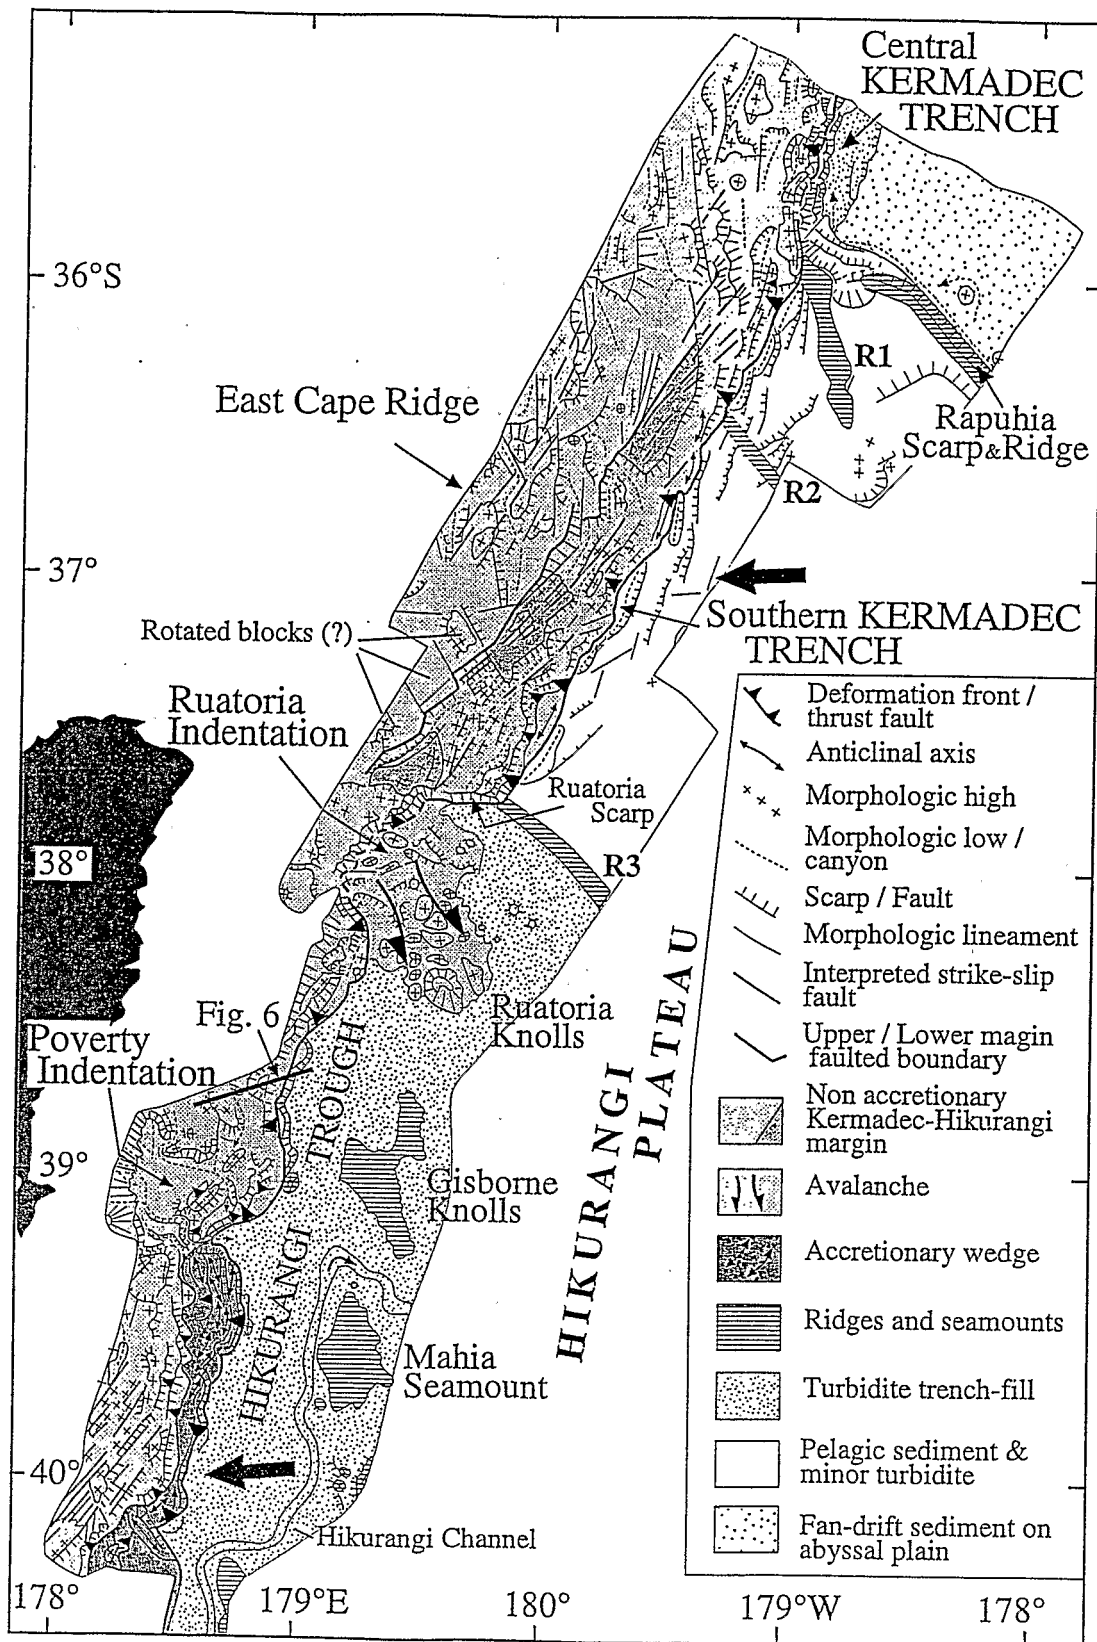 Central
KERMADEC
TRENCH
36°S
R1
East Cape Ridge
Rapuhia
Scarp&Ridge
R2
37°
Southern KERMADEC
TRENCH
Rotated blocks (?)
Ruatoria
Indentation
Ruatoria
Scarp
38°
R3
Fig. 6
Ruatoria
Knolls
Poverty
Indentation
HIKURANGI
PLATEAU
HIKURANGI TROUGH
39°
Gisborne
Knolls
Mahia
Seamount
40°
Hikurangi Channel
178°
179°E
180°
179°W
178°
Deformation front /
thrust fault
Anticlinal axis
Morphologic high
Morphologic low /
canyon
Scarp / Fault
Morphologic lineament
Interpreted strike-slip
fault
Upper / Lower magin
faulted boundary
Non accretionary
Kermadec-Hikurangi
margin
Avalanche
Accretionary wedge
Ridges and seamounts
Turbidite trench-fill
Pelagic sediment &
minor turbidite
Fan-drift sediment on
abyssal plain